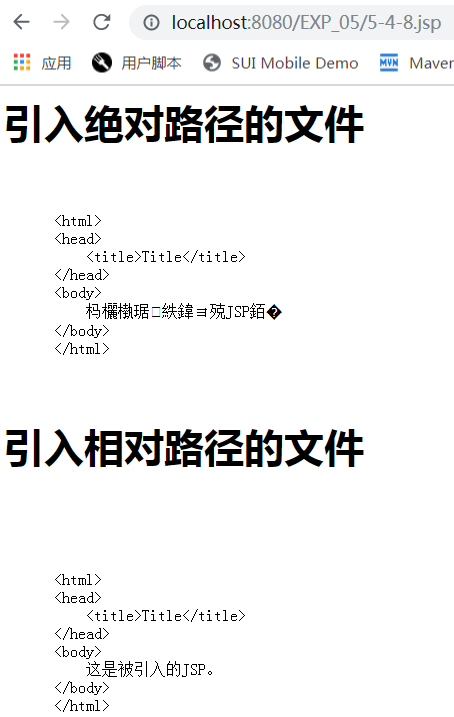 localhost:8080/EXP_05/5-4-8.jsp
应用 用户脚本 SUI Mobile Demo MVN Maven
引入绝对路径的文件
<html>
<head>
<title>Title</title>
</head>
<body>
JSP
</body>
</html>
引入相对路径的文件
<html>
<head>
<title>Title</title>
</head>
<body>
这是被引入的JSP。
</body>
</html>